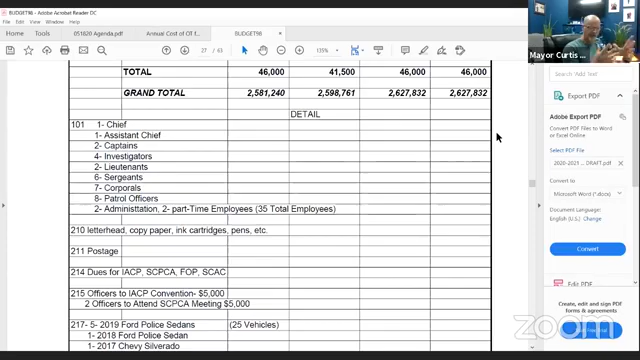 BUDGET98 - Adobe Acrobat Reader DC
File Edit View Window Help
Home Tools 051820 Agenda.pdf Annual Cost of OT f... BUDGET98
27 / 63 135%
TOTAL 46,000 41,500 46,000 46,000
GRAND TOTAL 2,581,240 2,598,761 2,627,832 2,627,832
DETAIL
101 1- Chief
1- Assistant Chief
2- Captains
4- Investigators
2- Lieutenants
6- Sergeants
7- Corporals
8- Patrol Officers
2- Administtration, 2- part-Time Employees (35 Total Employees)
210 letterhead, copy paper, ink cartridges, pens, etc.
211 Postage
214 Dues for IACP, SCPCA, FOP, SCAC
215 Officers to IACP Convention- $5,000
2 Officers to Attend SCPCA Meeting $5,000
217- 5- 2019 Ford Police Sedans (25 Vehicles)
1- 2018 Ford Police Sedan
1- 2017 Chevy Silverado
Mayor Curtis ...
Search 'Add Text'
Export PDF
Adobe Export PDF
Convert PDF Files to Word or Excel Online
Select PDF File
2020-2021 ... DRAFT.pdf
Convert to
Microsoft Word (*.docx)
Document Language:
English (U.S.) Change
Convert
Edit PDF
Create, edit and sign PDF forms & agreements
zoom